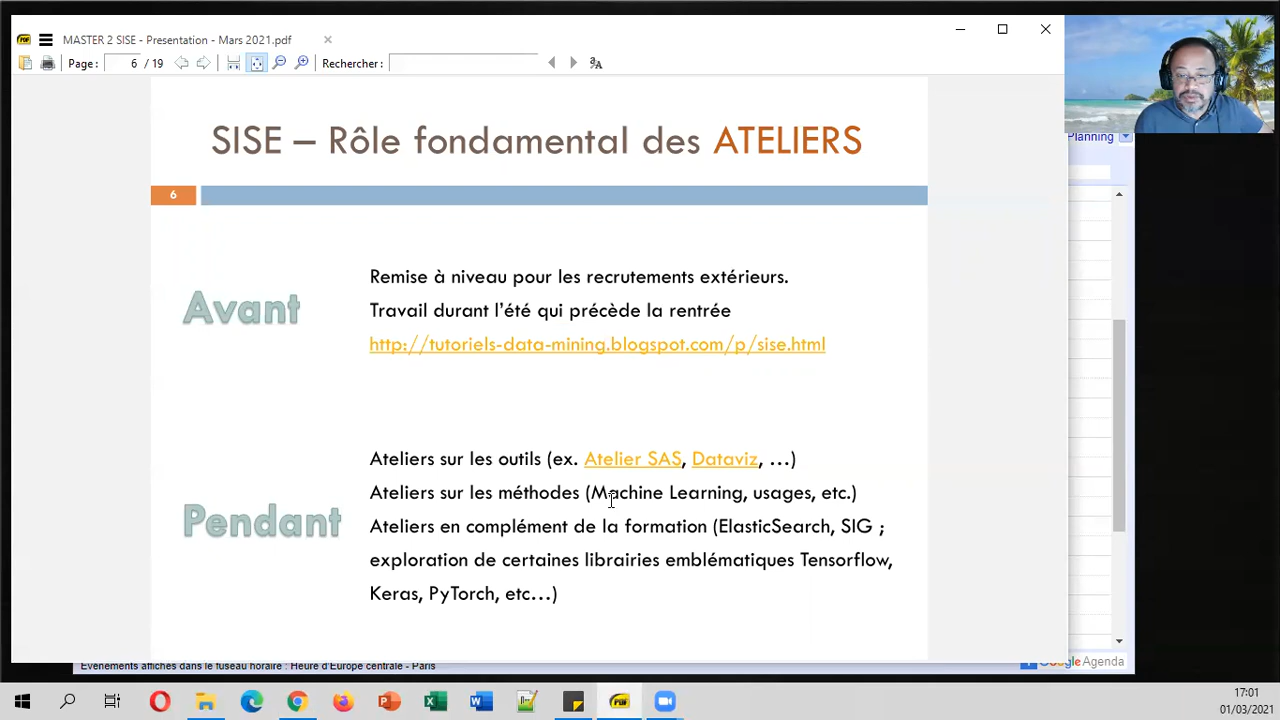 MASTER 2 SISE - Presentation - Mars 2021.pdf
Page: 6 / 19 Rechercher :
Planning
SISE – Rôle fondamental des ATELIERS
6
Avant
Remise à niveau pour les recrutements extérieurs.
Travail durant l'été qui précède la rentrée
http://tutoriels-data-mining.blogspot.com/p/sise.html
Pendant
Ateliers sur les outils (ex. Atelier SAS, Dataviz, …)
Ateliers sur les méthodes (Machine Learning, usages, etc.)
Ateliers en complément de la formation (ElasticSearch, SIG ;
exploration de certaines librairies emblématiques Tensorflow,
Keras, PyTorch, etc…)
Evénements affichés dans le fuseau horaire : Heure d'Europe centrale - Paris
Google Agenda
17:01
01/03/2021